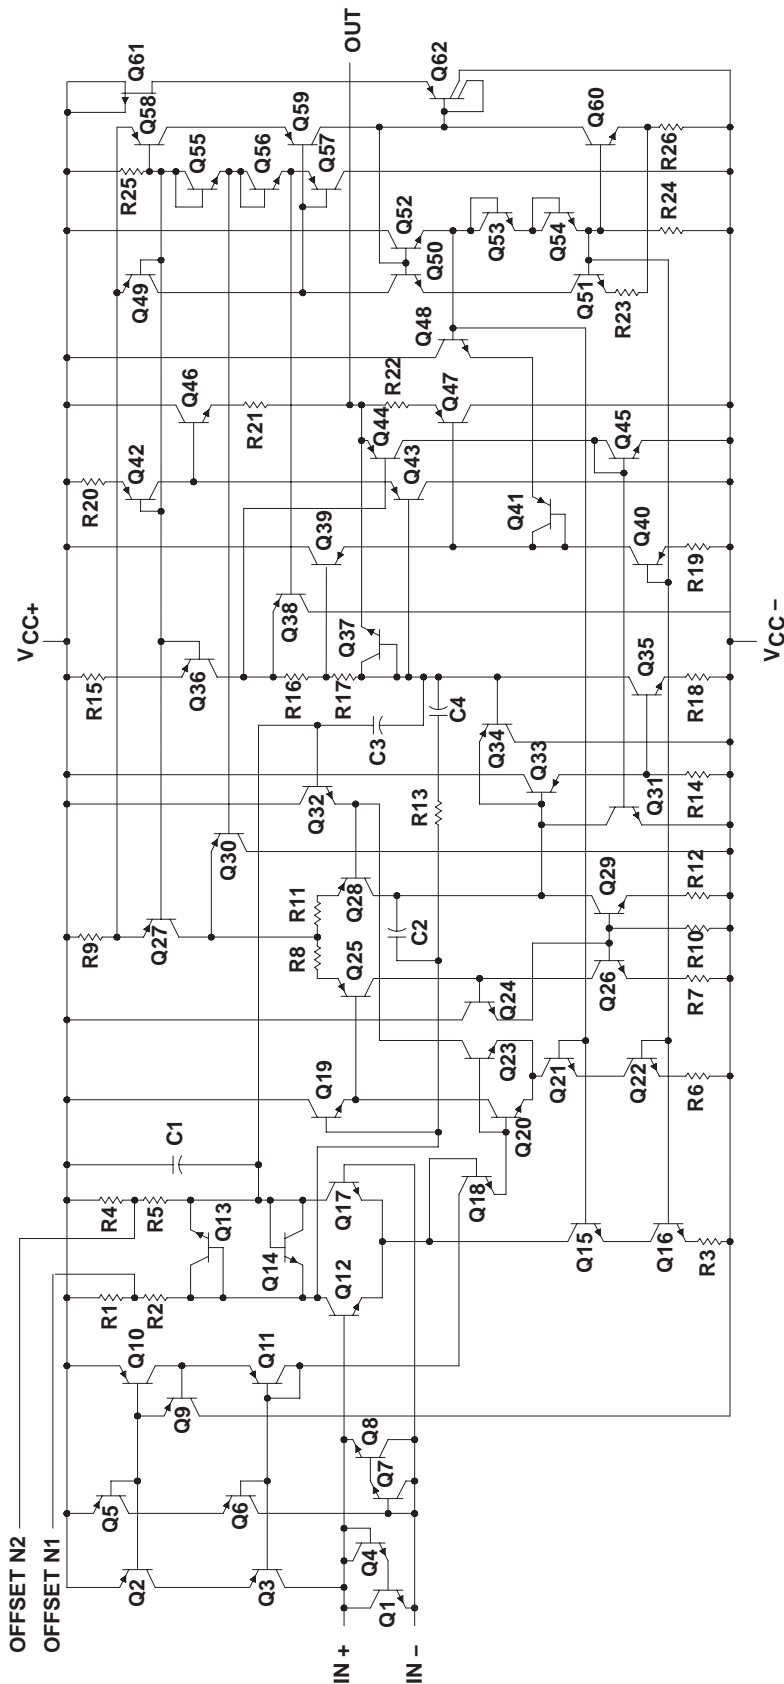 OFFSET N2
OFFSET N1
VCC+
R1
R4
R9
R15
R20
R25
Q61
Q2
Q5
Q10
R2
R5
C1
Q27
Q36
Q42
Q49
Q58
Q9
Q46
Q55
Q3
Q6
Q11
Q13
Q14
Q30
R21
Q56
Q59
R8
R11
R16
Q38
Q57
IN +
Q12
Q17
Q19
Q25
Q28
Q32
C3
R17
Q37
Q39
OUT
Q1
Q4
Q7
Q8
IN −
C2
R13
C4
Q43
Q44
R22
Q50
Q52
Q62
Q18
Q20
Q23
Q24
Q34
Q33
Q41
Q47
Q48
Q53
Q54
Q15
Q21
Q26
Q29
Q31
Q35
Q40
Q45
Q51
Q60
Q16
Q22
R23
R3
R6
R7
R10
R12
R14
R18
R19
R24
R26
VCC −